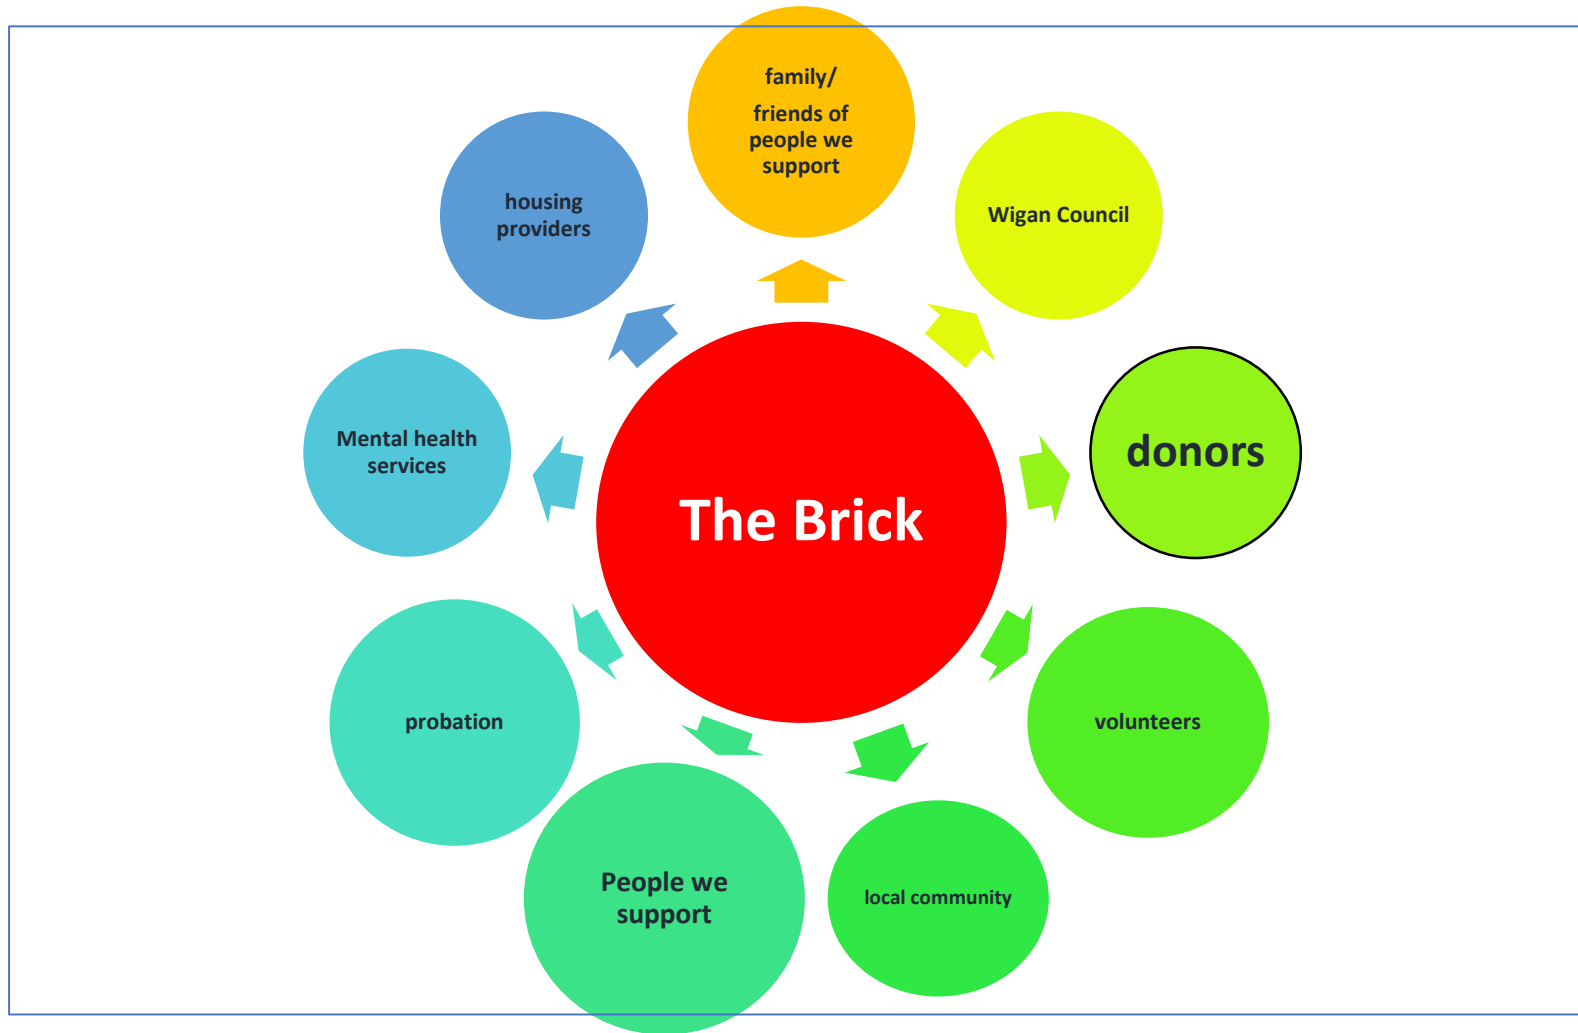 family/
friends of
people we
support
Wigan Council
donors
volunteers
local community
People we
support
probation
Mental health
services
housing
providers
The Brick